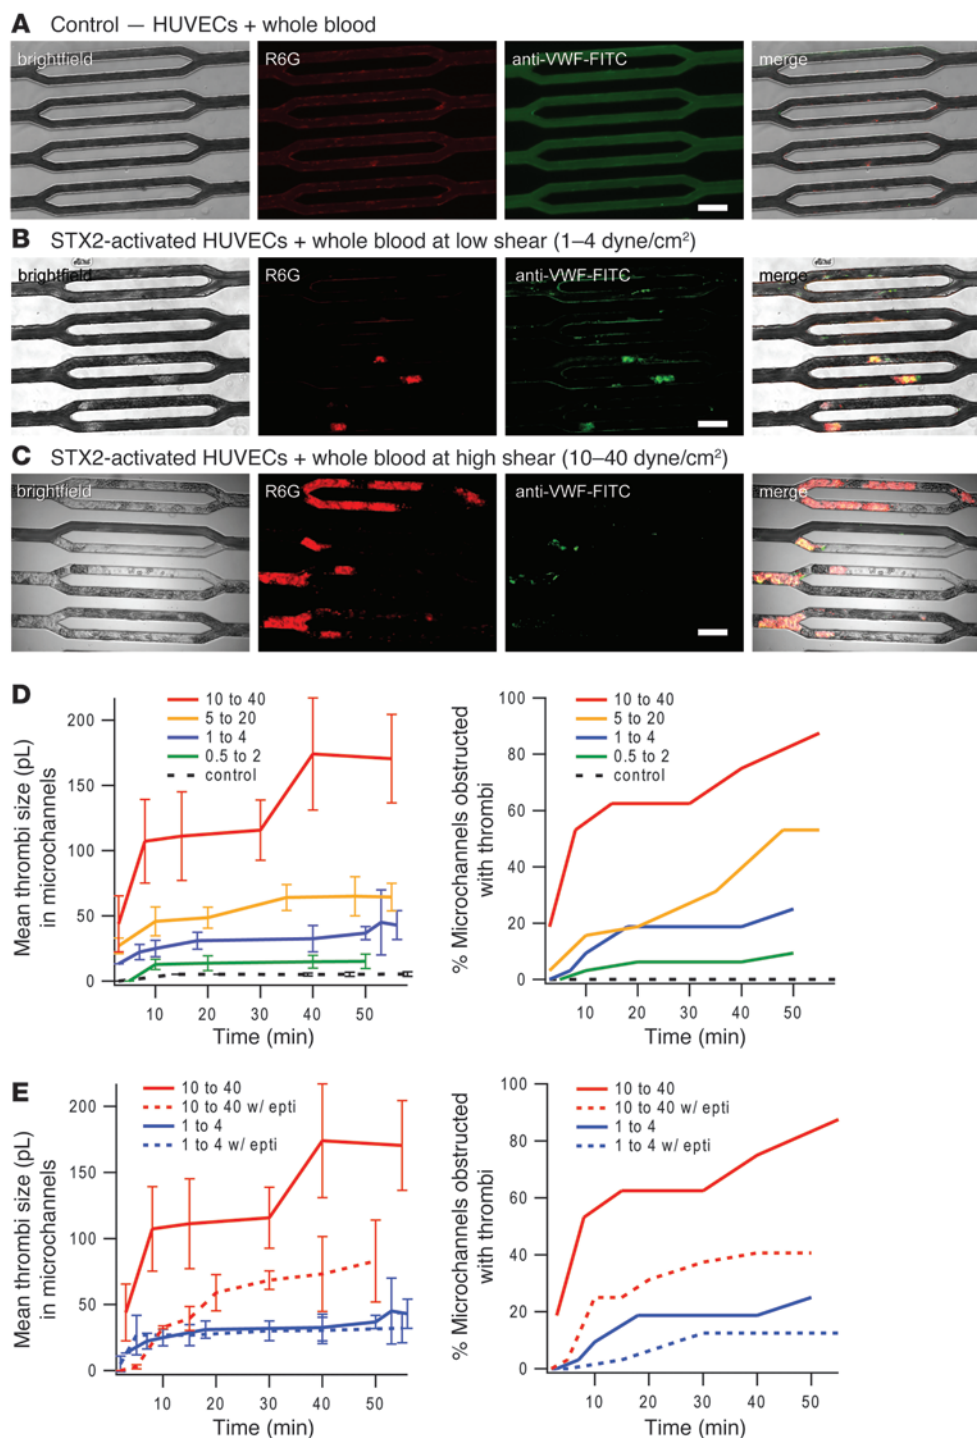 A Control — HUVECs + whole blood
brightfield
R6G
anti-VWF-FITC
merge
B STX2-activated HUVECs + whole blood at low shear (1–4 dyne/cm²)
brightfield
R6G
anti-VWF-FITC
merge
C STX2-activated HUVECs + whole blood at high shear (10–40 dyne/cm²)
brightfield
R6G
anti-VWF-FITC
merge
D
Mean thrombi size (pL)
in microchannels
200
150
100
50
0
10 to 40
5 to 20
1 to 4
0.5 to 2
control
10 20 30 40 50
Time (min)
% Microchannels obstructed
with thrombi
100
80
60
40
20
0
10 to 40
5 to 20
1 to 4
0.5 to 2
control
10 20 30 40 50
Time (min)
E
Mean thrombi size (pL)
in microchannels
200
150
100
50
0
10 to 40
10 to 40 w/ epti
1 to 4
1 to 4 w/ epti
10 20 30 40 50
Time (min)
% Microchannels obstructed
with thrombi
100
80
60
40
20
0
10 to 40
10 to 40 w/ epti
1 to 4
1 to 4 w/ epti
10 20 30 40 50
Time (min)